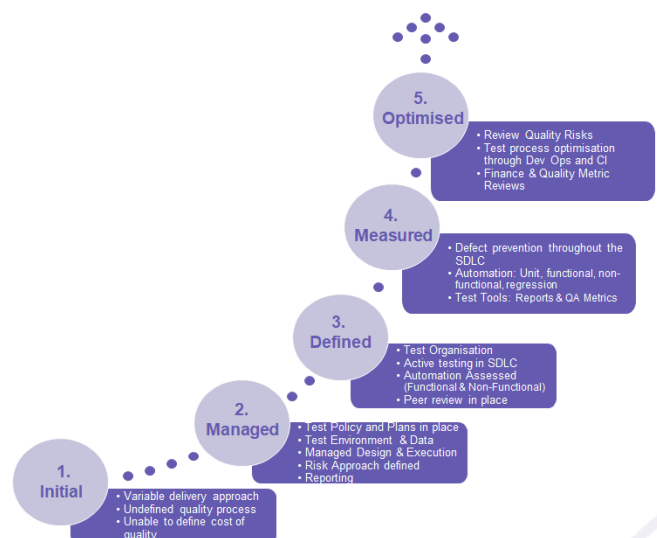 5.
Optimised
• Review Quality Risks
• Test process optimisation
through Dev Ops and CI
• Finance & Quality Metric
Reviews
4.
Measured
• Defect prevention throughout the
SDLC
• Automation: Unit, functional, non-
functional, regression
• Test Tools: Reports & QA Metrics
3.
Defined
• Test Organisation
• Active testing in SDLC
• Automation Assessed
(Functional & Non-Functional)
• Peer review in place
2.
Managed
• Test Policy and Plans in place
• Test Environment & Data
• Managed Design & Execution
• Risk Approach defined
• Reporting
1.
Initial
• Variable delivery approach
• Undefined quality process
• Unable to define cost of
quality